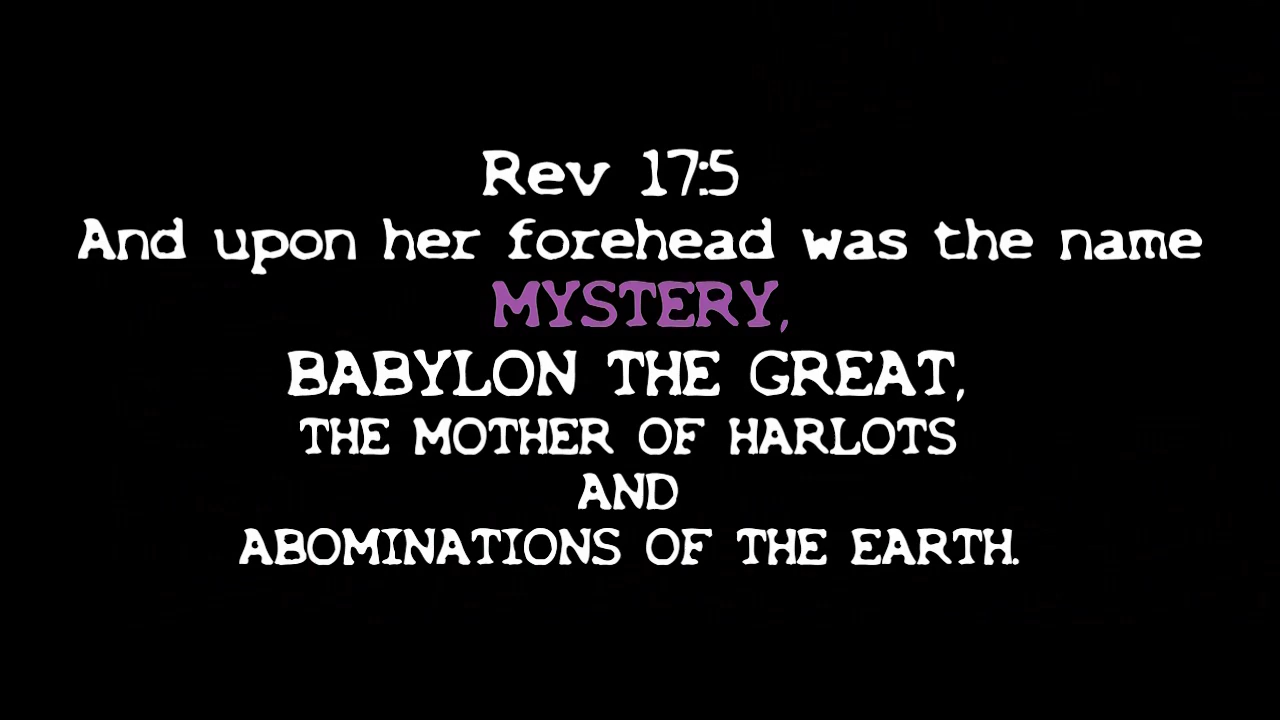 Rev 17:5
And upon her forehead was the name
MYSTERY,
BABYLON THE GREAT,
THE MOTHER OF HARLOTS
AND
ABOMINATIONS OF THE EARTH.